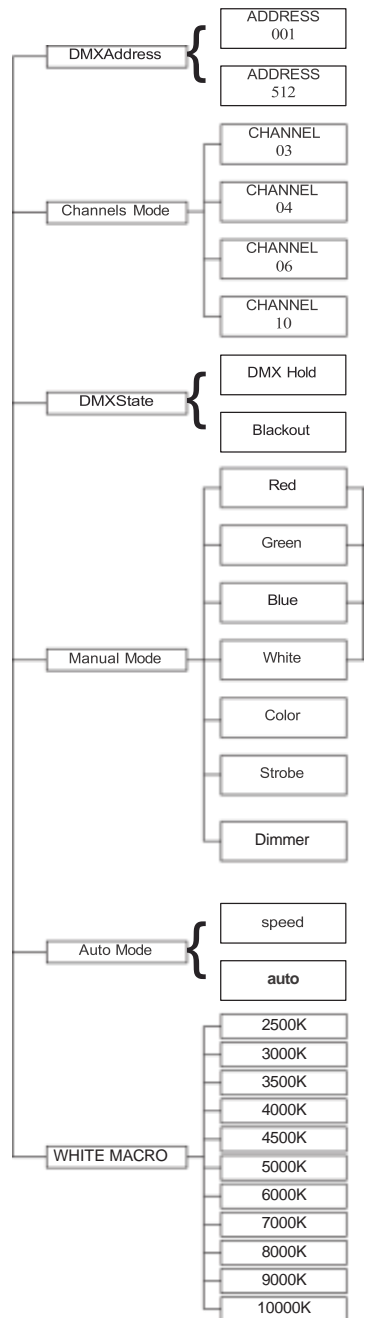 DMXAddress
ADDRESS
001
ADDRESS
512
Channels Mode
CHANNEL
03
CHANNEL
04
CHANNEL
06
CHANNEL
10
DMXState
DMX Hold
Blackout
Manual Mode
Red
Green
Blue
White
Color
Strobe
Dimmer
Auto Mode
speed
auto
WHITE MACRO
2500K
3000K
3500K
4000K
4500K
5000K
6000K
7000K
8000K
9000K
10000K